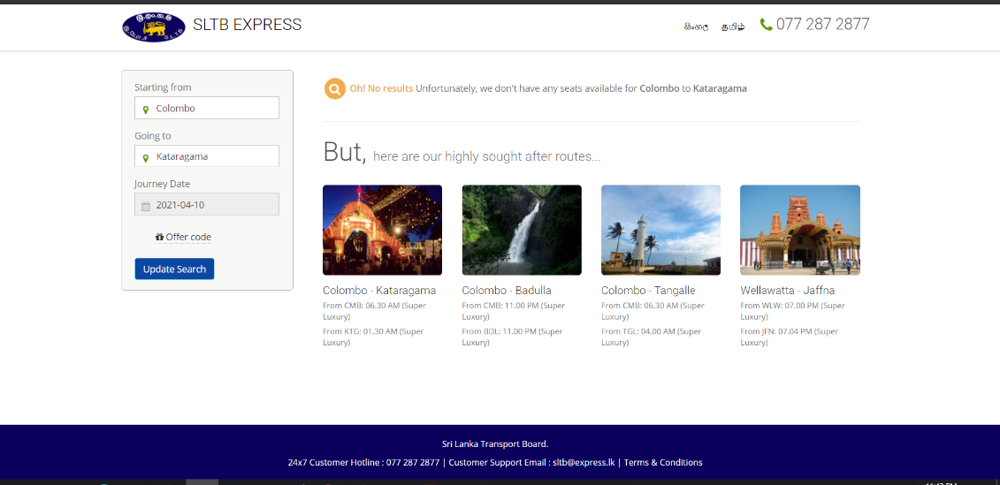 SLTB EXPRESS
සිංහල
தமிழ்
077 287 2877
Starting from
Colombo
Going to
Kataragama
Journey Date
2021-04-10
Offer code
Update Search
Oh! No results Unfortunately, we don't have any seats available for Colombo to Kataragama
But, here are our highly sought after routes...
Colombo - Kataragama
From CMB: 06.30 AM (Super
Luxury)
From KTG: 01.30 AM (Super
Luxury)
Colombo - Badulla
From CMB: 11.00 PM (Super
Luxury)
From BDL: 11.00 PM (Super
Luxury)
Colombo - Tangalle
From CMB: 06.30 AM (Super
Luxury)
From TGL: 04.00 AM (Super
Luxury)
Wellawatta - Jaffna
From WLW: 07.00 PM (Super
Luxury)
From JFN: 07.04 PM (Super
Luxury)
Sri Lanka Transport Board.
24x7 Customer Hotline : 077 287 2877 | Customer Support Email : sltb@express.lk | Terms & Conditions